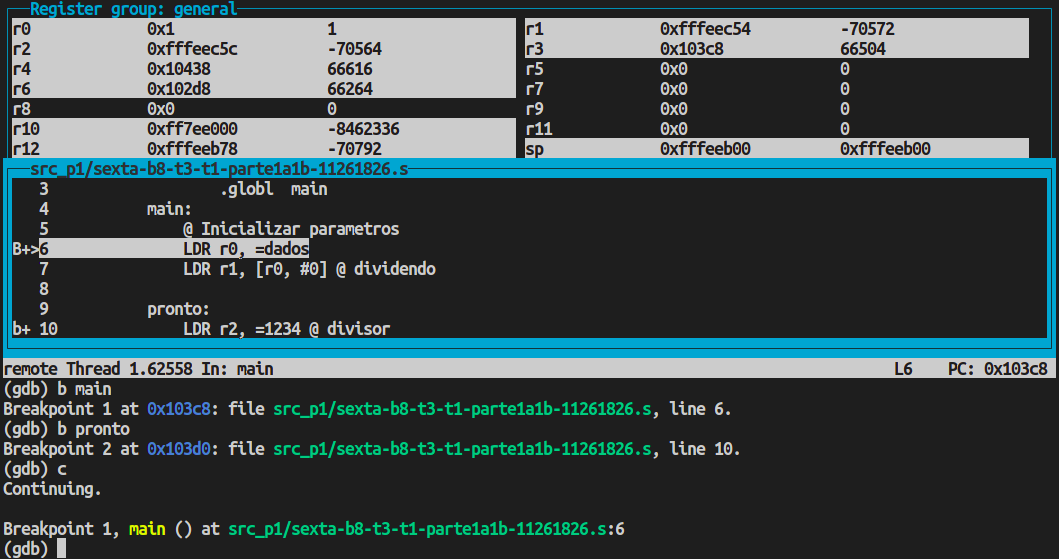 Register group: general
r0 0x1 1 r1 0xfffeec54 -70572
r2 0xfffeec5c -70564 r3 0x103c8 66504
r4 0x10438 66616 r5 0x0 0
r6 0x102d8 66264 r7 0x0 0
r8 0x0 0 r9 0x0 0
r10 0xff7ee000 -8462336 r11 0x0 0
r12 0xfffeeb78 -70792 sp 0xfffeeb00 0xfffeeb00
src_p1/sexta-b8-t3-t1-parte1a1b-11261826.s
3 .globl main
4 main:
5 @ Inicializar parametros
B+>6 LDR r0, =dados
7 LDR r1, [r0, #0] @ dividendo
8
9 pronto:
b+ 10 LDR r2, =1234 @ divisor
remote Thread 1.62558 In: main L6 PC: 0x103c8
(gdb) b main
Breakpoint 1 at 0x103c8: file src_p1/sexta-b8-t3-t1-parte1a1b-11261826.s, line 6.
(gdb) b pronto
Breakpoint 2 at 0x103d0: file src_p1/sexta-b8-t3-t1-parte1a1b-11261826.s, line 10.
(gdb) c
Continuing.
Breakpoint 1, main () at src_p1/sexta-b8-t3-t1-parte1a1b-11261826.s:6
(gdb)